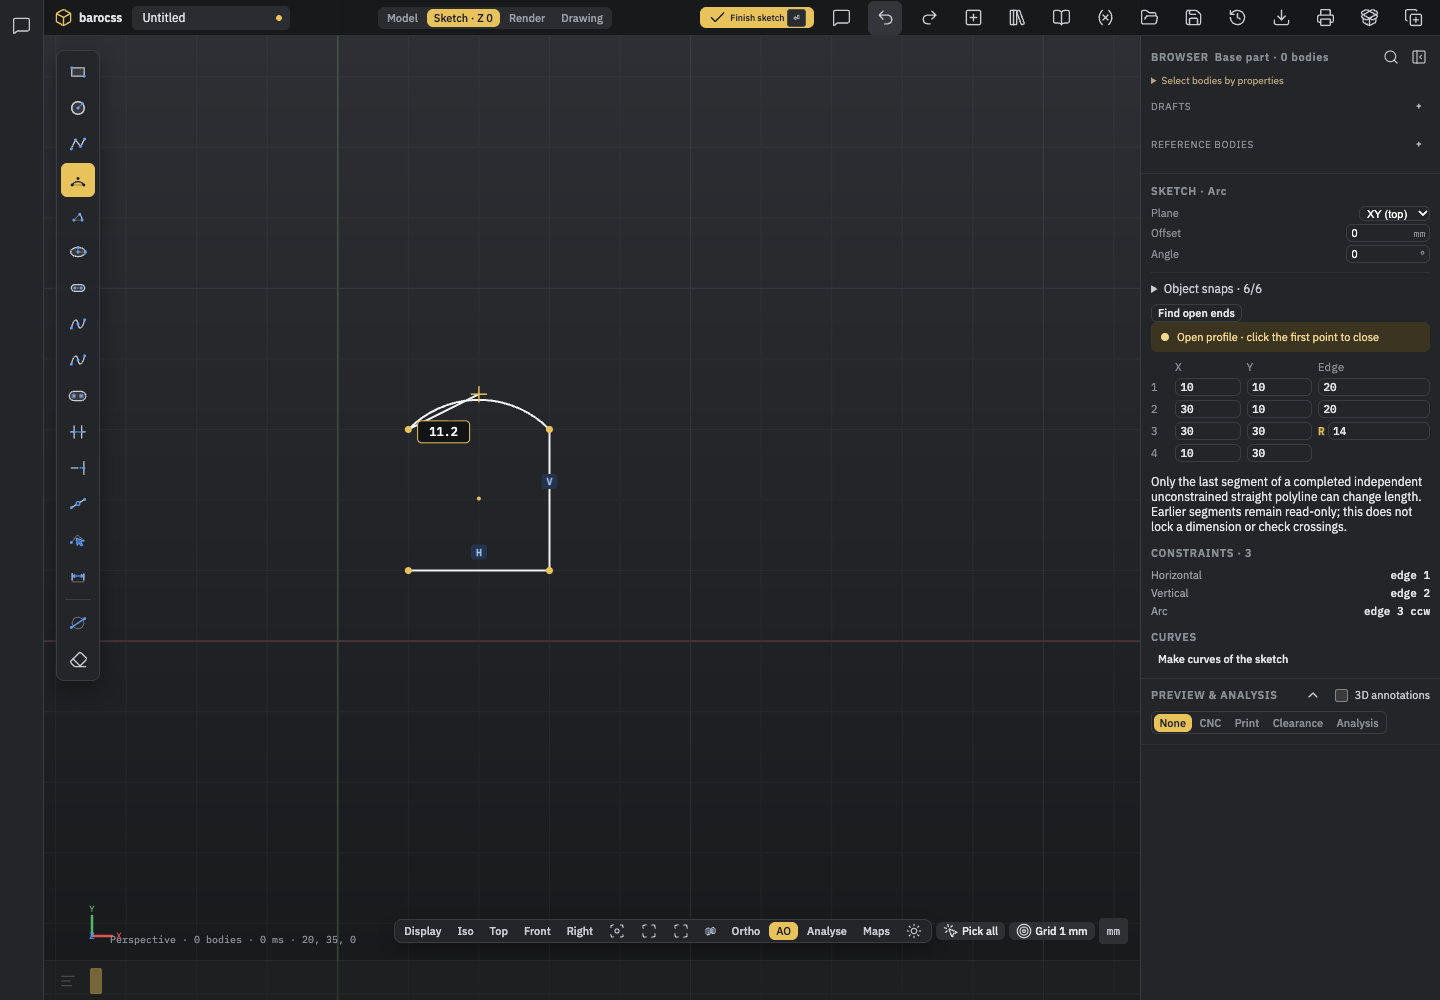 barocss
Untitled
Model
Sketch · Z 0
Render
Drawing
Finish sketch
BROWSER Base part · 0 bodies
Select bodies by properties
DRAFTS +
REFERENCE BODIES +
SKETCH · Arc
Plane XY (top)
Offset 0 mm
Angle 0 °
Object snaps · 6/6
Find open ends
Open profile · click the first point to close
X Y Edge
1 10 10 20
2 30 10 20
3 30 30 R 14
4 10 30
Only the last segment of a completed independent
unconstrained straight polyline can change length.
Earlier segments remain read-only; this does not
lock a dimension or check crossings.
CONSTRAINTS · 3
Horizontal edge 1
Vertical edge 2
Arc edge 3 ccw
CURVES
Make curves of the sketch
PREVIEW & ANALYSIS
3D annotations
None CNC Print Clearance Analysis
11.2
V
H
Y
X
Z
Perspective · 0 bodies · 0 ms · 20, 35, 0
Display Iso Top Front Right Ortho AO Analyse Maps
Pick all
Grid 1 mm
mm